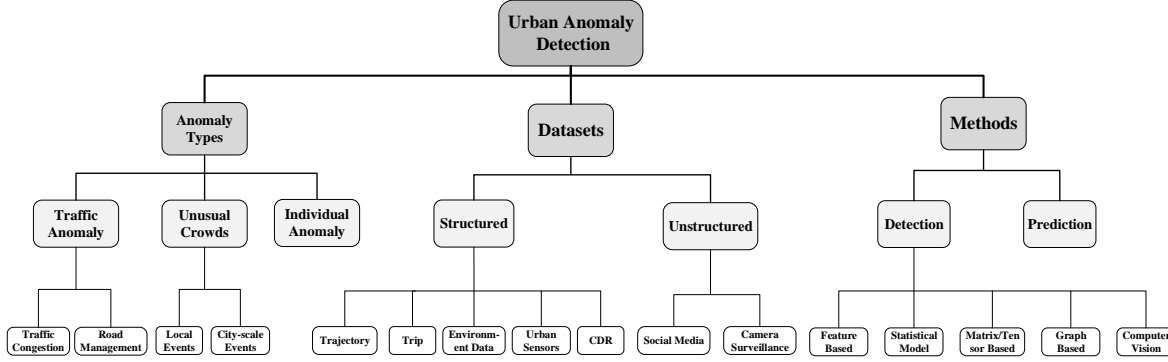 Urban Anomaly
Detection
Anomaly
Types
Datasets
Methods
Traffic
Anomaly
Unusual
Crowds
Individual
Anomaly
Structured
Unstructured
Detection
Prediction
Traffic
Congestion
Road
Management
Local
Events
City-scale
Events
Trajectory
Trip
Environm-
ent Data
Urban
Sensors
CDR
Social Media
Camera
Surveillance
Feature
Based
Statistical
Model
Matrix/Ten
sor Based
Graph
Based
Computer
Vision